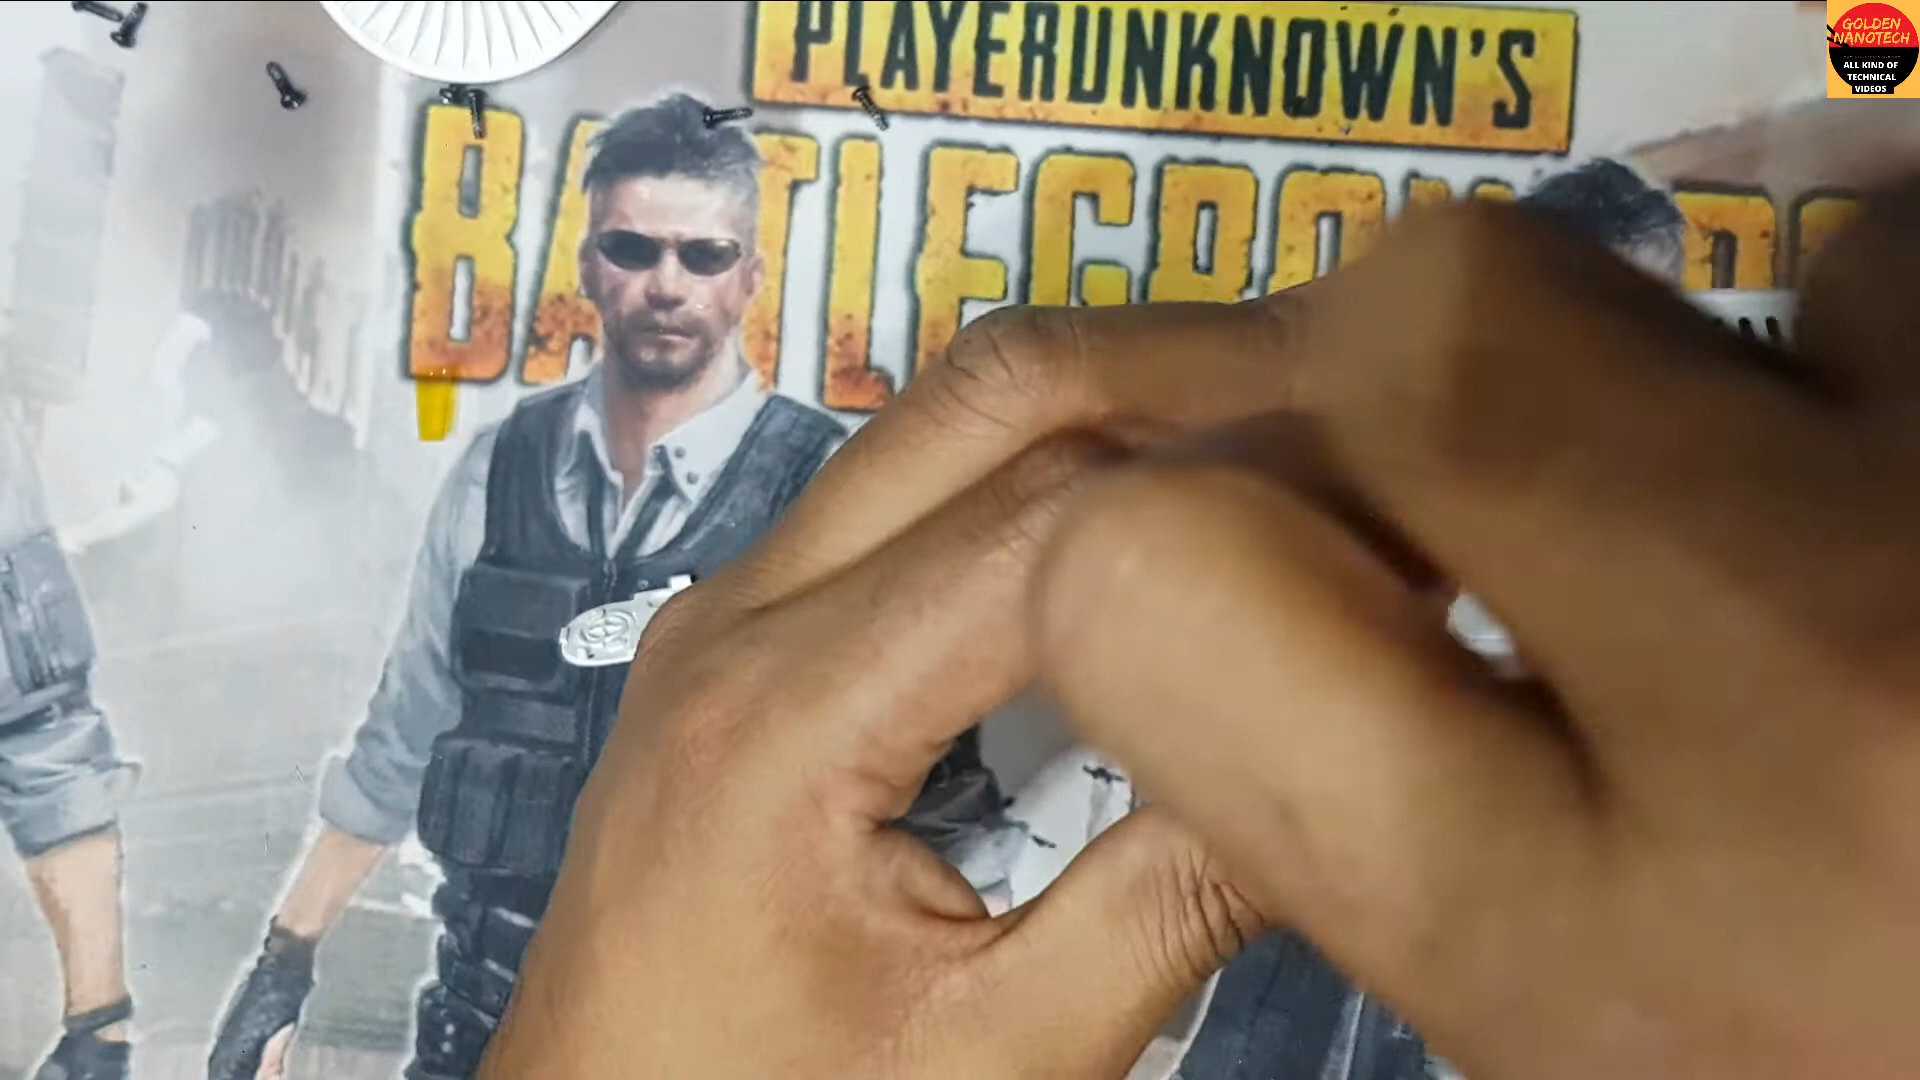 PLAYERUNKNOWN'S
GOLDEN
NANOTECH
ALL KIND OF
TECHNICAL
VIDEOS